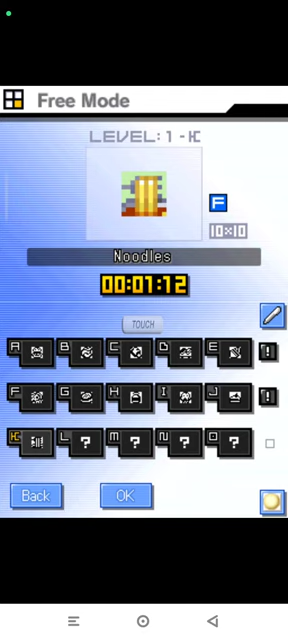 Free Mode
LEVEL: 1 - K
F
10×10
Noodles
00:01:12
TOUCH
A B C D E !
F G H I J !
K L ? M ? N ? O ?
Back OK